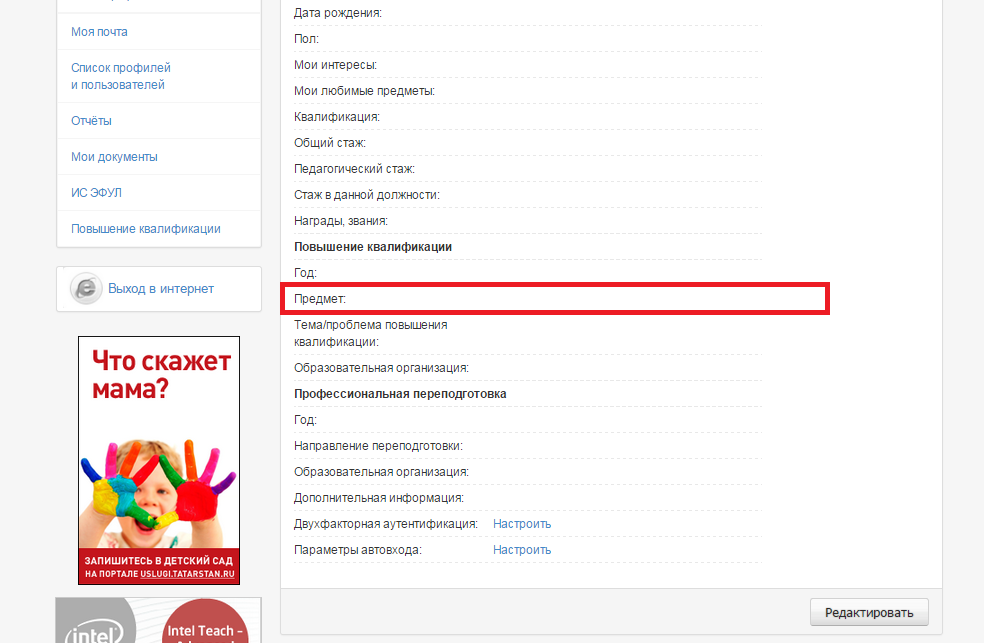 Моя почта
Список профилей
и пользователей
Отчёты
Мои документы
ИС ЭФУЛ
Повышение квалификации
Выход в интернет
Что скажет
мама?
ЗАПИШИТЕСЬ В ДЕТСКИЙ САД
НА ПОРТАЛЕ USLUGI.TATARSTAN.RU
intel
Intel Teach –
Дата рождения:
Пол:
Мои интересы:
Мои любимые предметы:
Квалификация:
Общий стаж:
Педагогический стаж:
Стаж в данной должности:
Награды, звания:
Повышение квалификации
Год:
Предмет:
Тема/проблема повышения
квалификации:
Образовательная организация:
Профессиональная переподготовка
Год:
Направление переподготовки:
Образовательная организация:
Дополнительная информация:
Двухфакторная аутентификация: Настроить
Параметры автовхода: Настроить
Редактировать